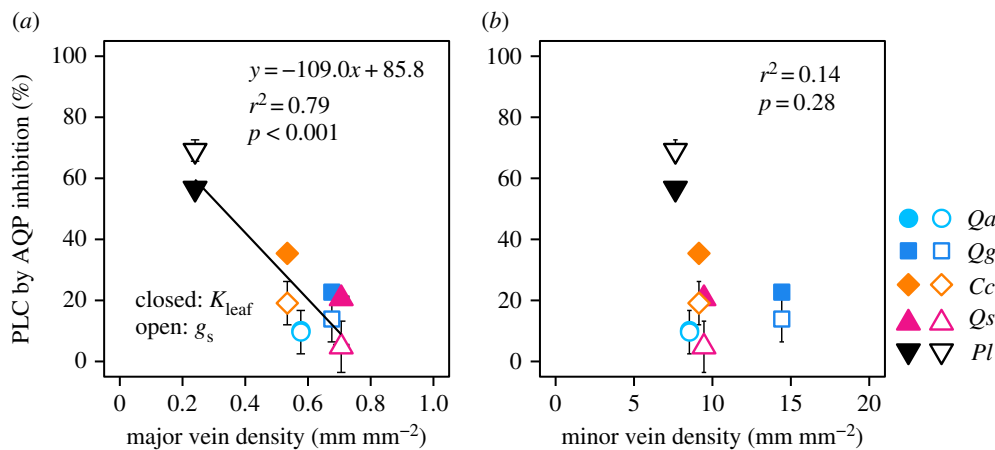 (a)
PLC by AQP inhibition (%)
100
80
60
40
20
0
y = −109.0x + 85.8
r² = 0.79
p < 0.001
closed: K_leaf
open: g_s
0 0.2 0.4 0.6 0.8 1.0
major vein density (mm mm⁻²)
(b)
100
80
60
40
20
0
r² = 0.14
p = 0.28
0 5 10 15 20
minor vein density (mm mm⁻²)
Qa
Qg
Cc
Qs
Pl